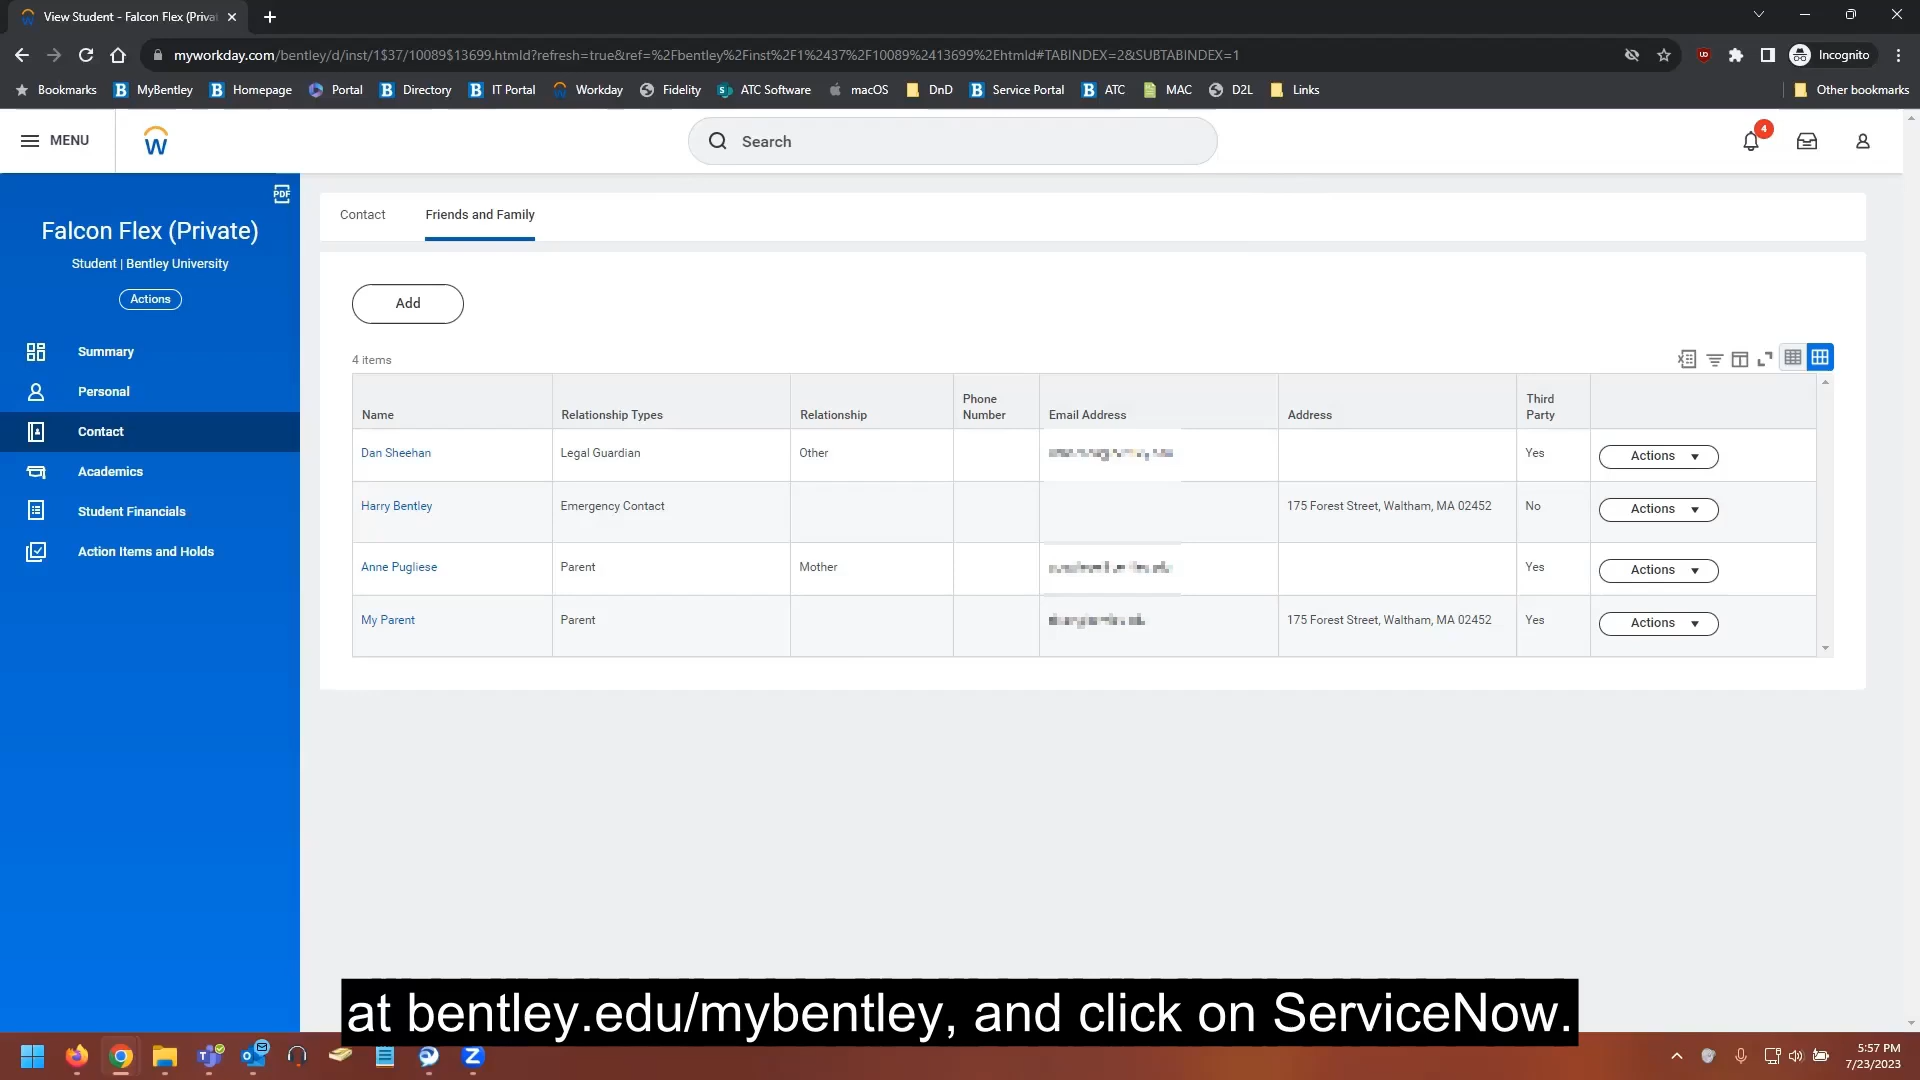 View Student - Falcon Flex (Priva
myworkday.com/bentley/d/inst/1$37/10089$13699.htmld?refresh=true&ref=%2Fbentley%2Finst%2F1%2437%2F10089%2413699%2Ehtmld#TABINDEX=2&SUBTABINDEX=1
Incognito
Bookmarks MyBentley Homepage Portal Directory IT Portal Workday Fidelity ATC Software macOS DnD Service Portal ATC MAC D2L Links Other bookmarks
MENU
Search
4
PDF
Falcon Flex (Private)
Student | Bentley University
Actions
Summary
Personal
Contact
Academics
Student Financials
Action Items and Holds
Contact Friends and Family
Add
4 items
Name Relationship Types Relationship Phone Number Email Address Address Third Party
Dan Sheehan Legal Guardian Other Yes Actions
Harry Bentley Emergency Contact 175 Forest Street, Waltham, MA 02452 No Actions
Anne Pugliese Parent Mother Yes Actions
My Parent Parent 175 Forest Street, Waltham, MA 02452 Yes Actions
at bentley.edu/mybentley, and click on ServiceNow.
5:57 PM
7/23/2023